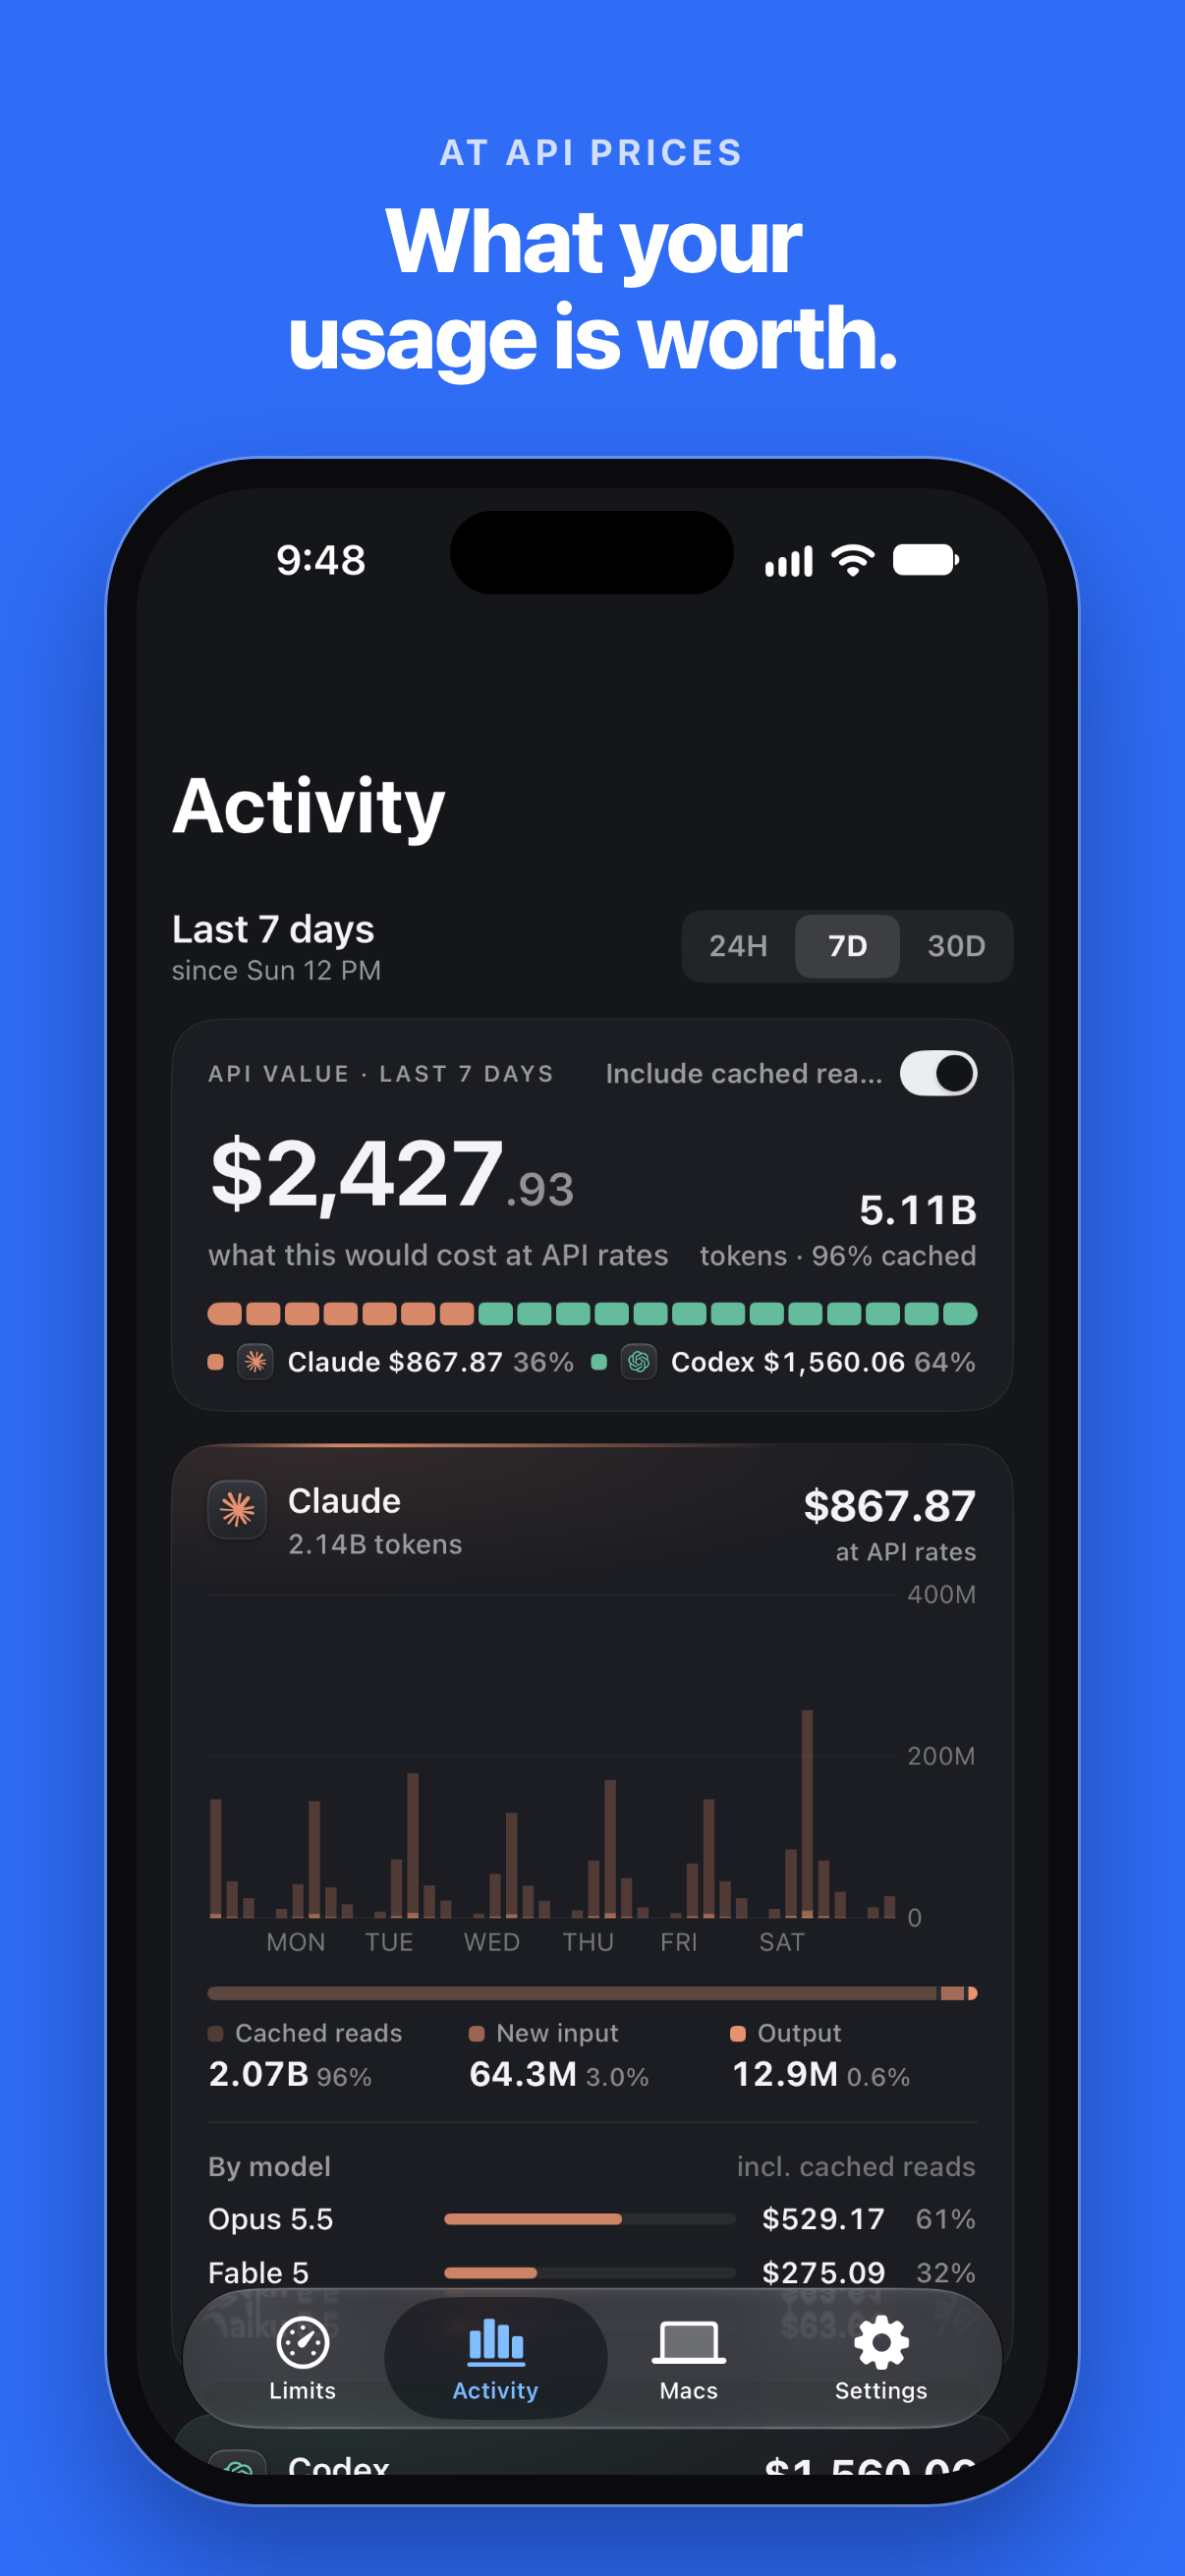 AT API PRICES
What your
usage is worth.
9:48
Activity
Last 7 days
since Sun 12 PM
24H 7D 30D
API VALUE · LAST 7 DAYS Include cached rea...
$2,427.93
5.11B
what this would cost at API rates tokens · 96% cached
Claude $867.87 36% Codex $1,560.06 64%
Claude $867.87
2.14B tokens at API rates
400M
200M
0
MON TUE WED THU FRI SAT
Cached reads New input Output
2.07B 96% 64.3M 3.0% 12.9M 0.6%
By model incl. cached reads
Opus 5.5 $529.17 61%
Fable 5 $275.09 32%
Limits Activity Macs Settings
Codex $1,560.06